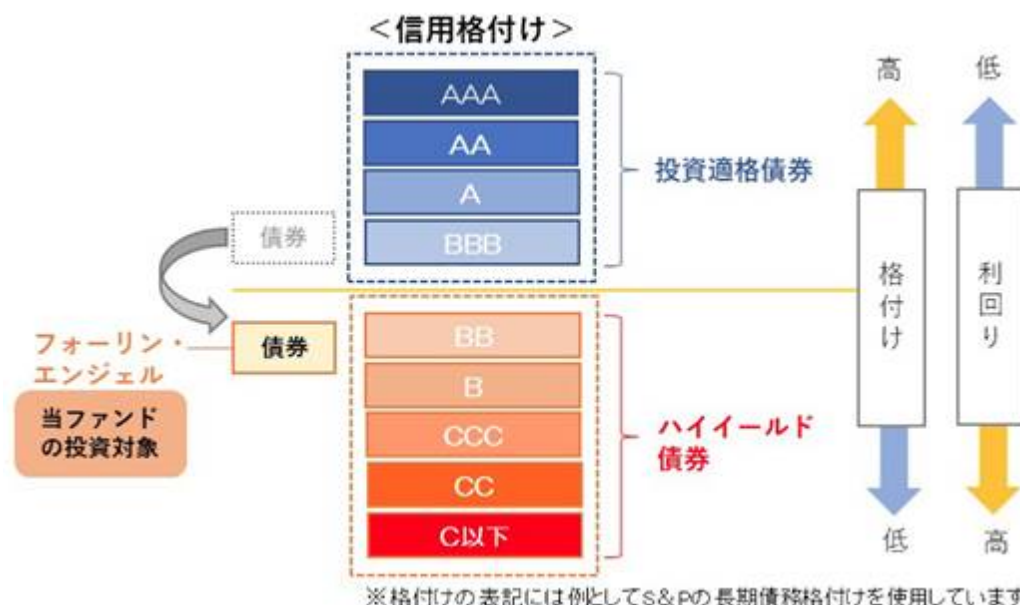 ＜信用格付け＞
AAA
AA
A
BBB
投資適格債券
債券
フォーリン・
エンジェル
債券
当ファンド
の投資対象
BB
B
CCC
CC
C以下
ハイイールド
債券
高
格付け
低
低
利回り
高
※格付けの表記には例としてS&Pの長期債務格付けを使用しています